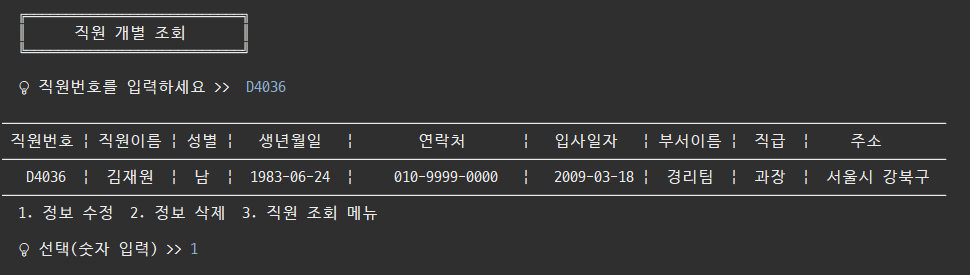 직원 개별 조회
직원번호를 입력하세요 >> D4036
직원번호 ¦ 직원이름 ¦ 성별 ¦ 생년월일 ¦ 연락처 ¦ 입사일자 ¦ 부서이름 ¦ 직급 ¦ 주소
D4036 ¦ 김재원 ¦ 남 ¦ 1983-06-24 ¦ 010-9999-0000 ¦ 2009-03-18 ¦ 경리팀 ¦ 과장 ¦ 서울시 강북구
1. 정보 수정 2. 정보 삭제 3. 직원 조회 메뉴
선택(숫자 입력) >> 1